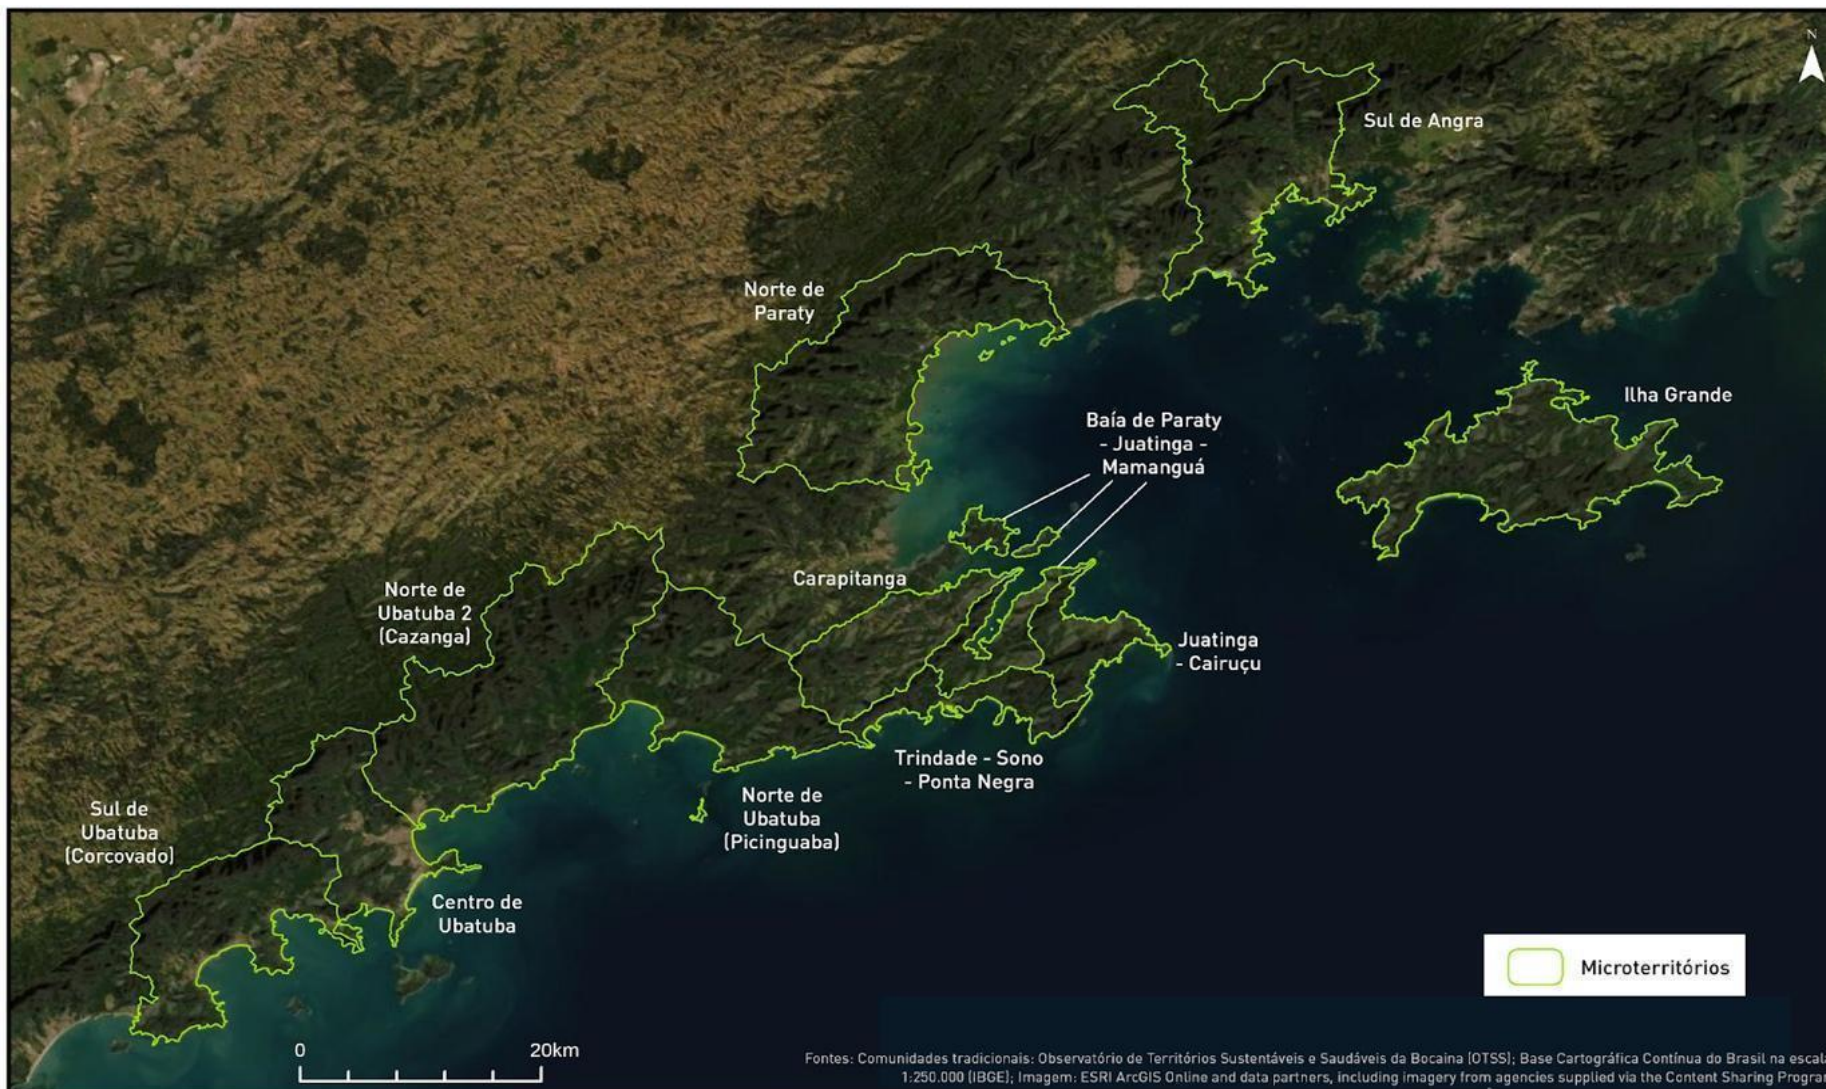 N
Sul de Angra
Norte de
Paraty
Ilha Grande
Baía de Paraty
- Juatinga -
Mamanguá
Carapitanga
Norte de
Ubatuba 2
(Cazanga)
Juatinga
- Cairuçu
Trindade - Sono
- Ponta Negra
Norte de
Ubatuba
(Picinguaba)
Sul de
Ubatuba
(Corcovado)
Centro de
Ubatuba
Microterritórios
0 20km
Fontes: Comunidades tradicionais: Observatório de Territórios Sustentáveis e Saudáveis da Bocaina (OTSS); Base Cartográfica Contínua do Brasil na escala
1:250.000 (IBGE); Imagem: ESRI ArcGIS Online and data partners, including imagery from agencies supplied via the Content Sharing Program